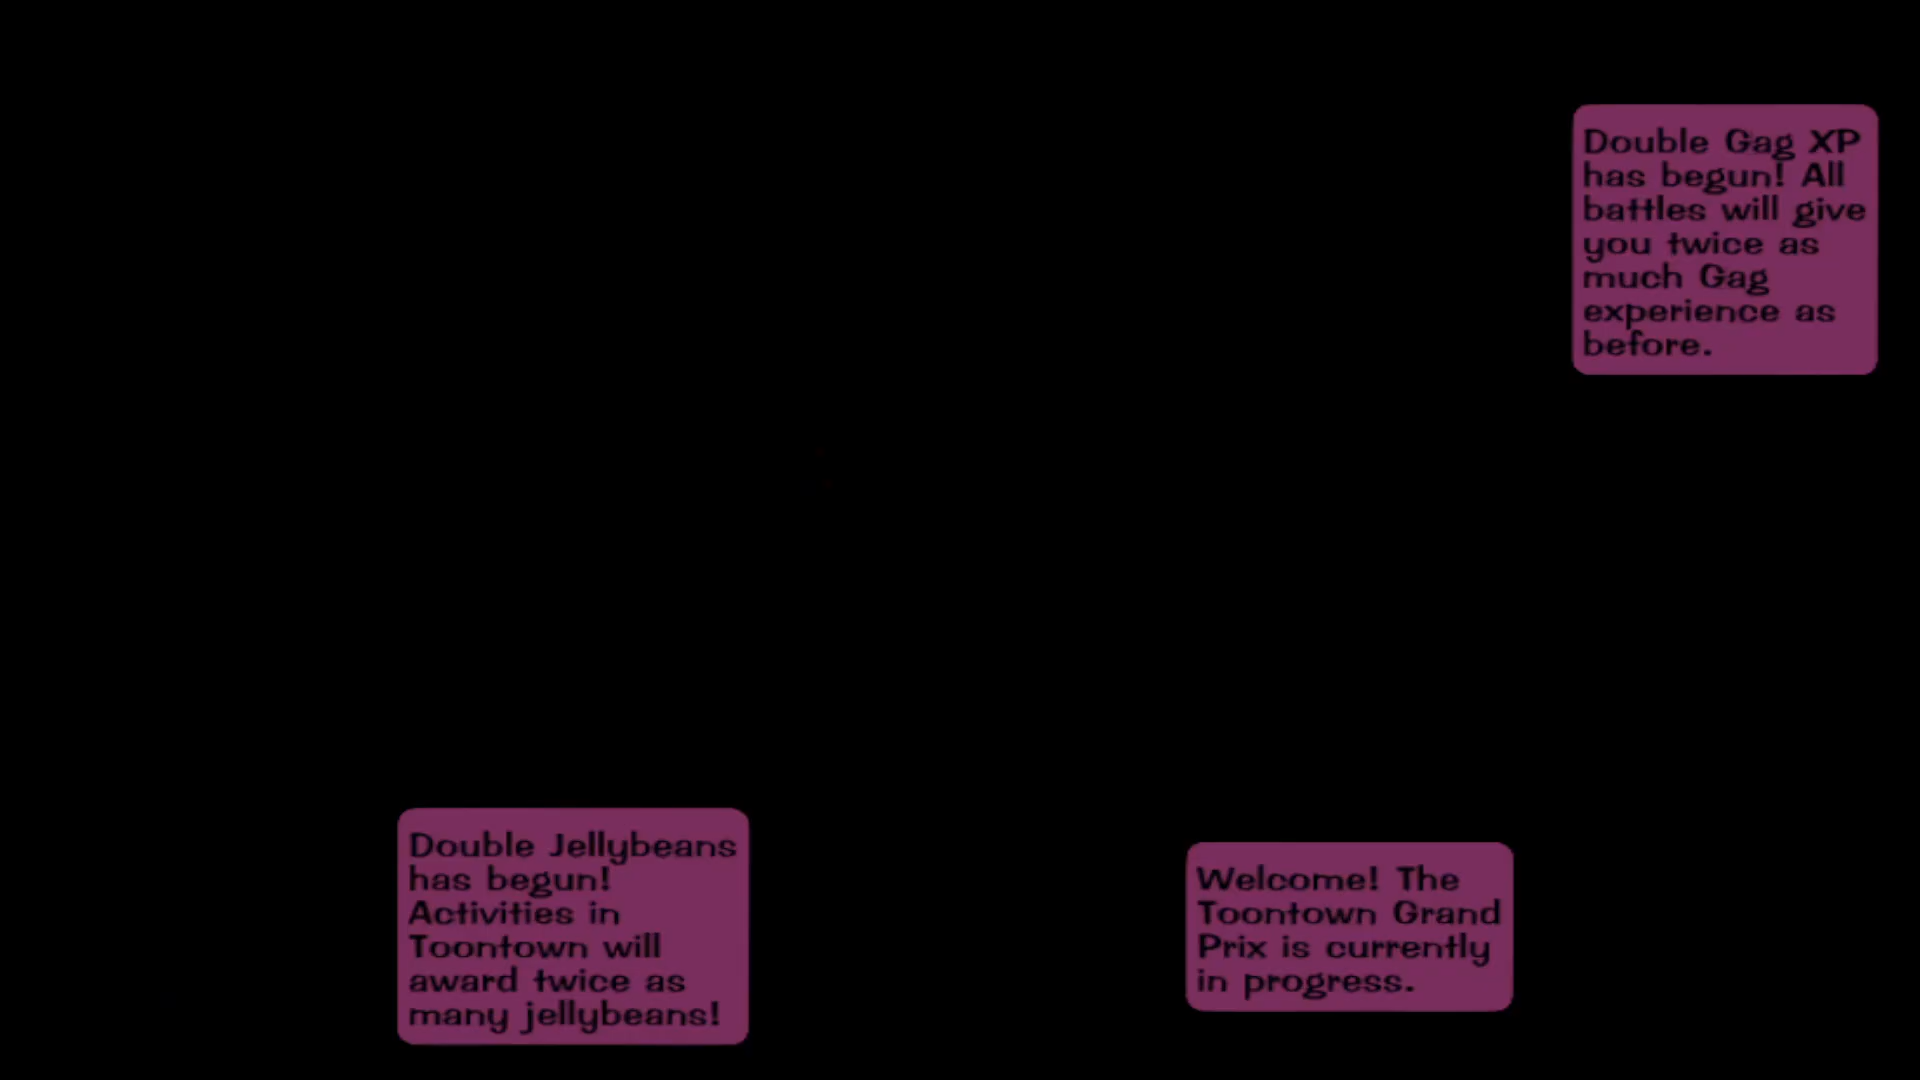 Double Gag XP
has begun! All
battles will give
you twice as
much Gag
experience as
before.
Double Jellybeans
has begun!
Activities in
Toontown will
award twice as
many jellybeans!
Welcome! The
Toontown Grand
Prix is currently
in progress.